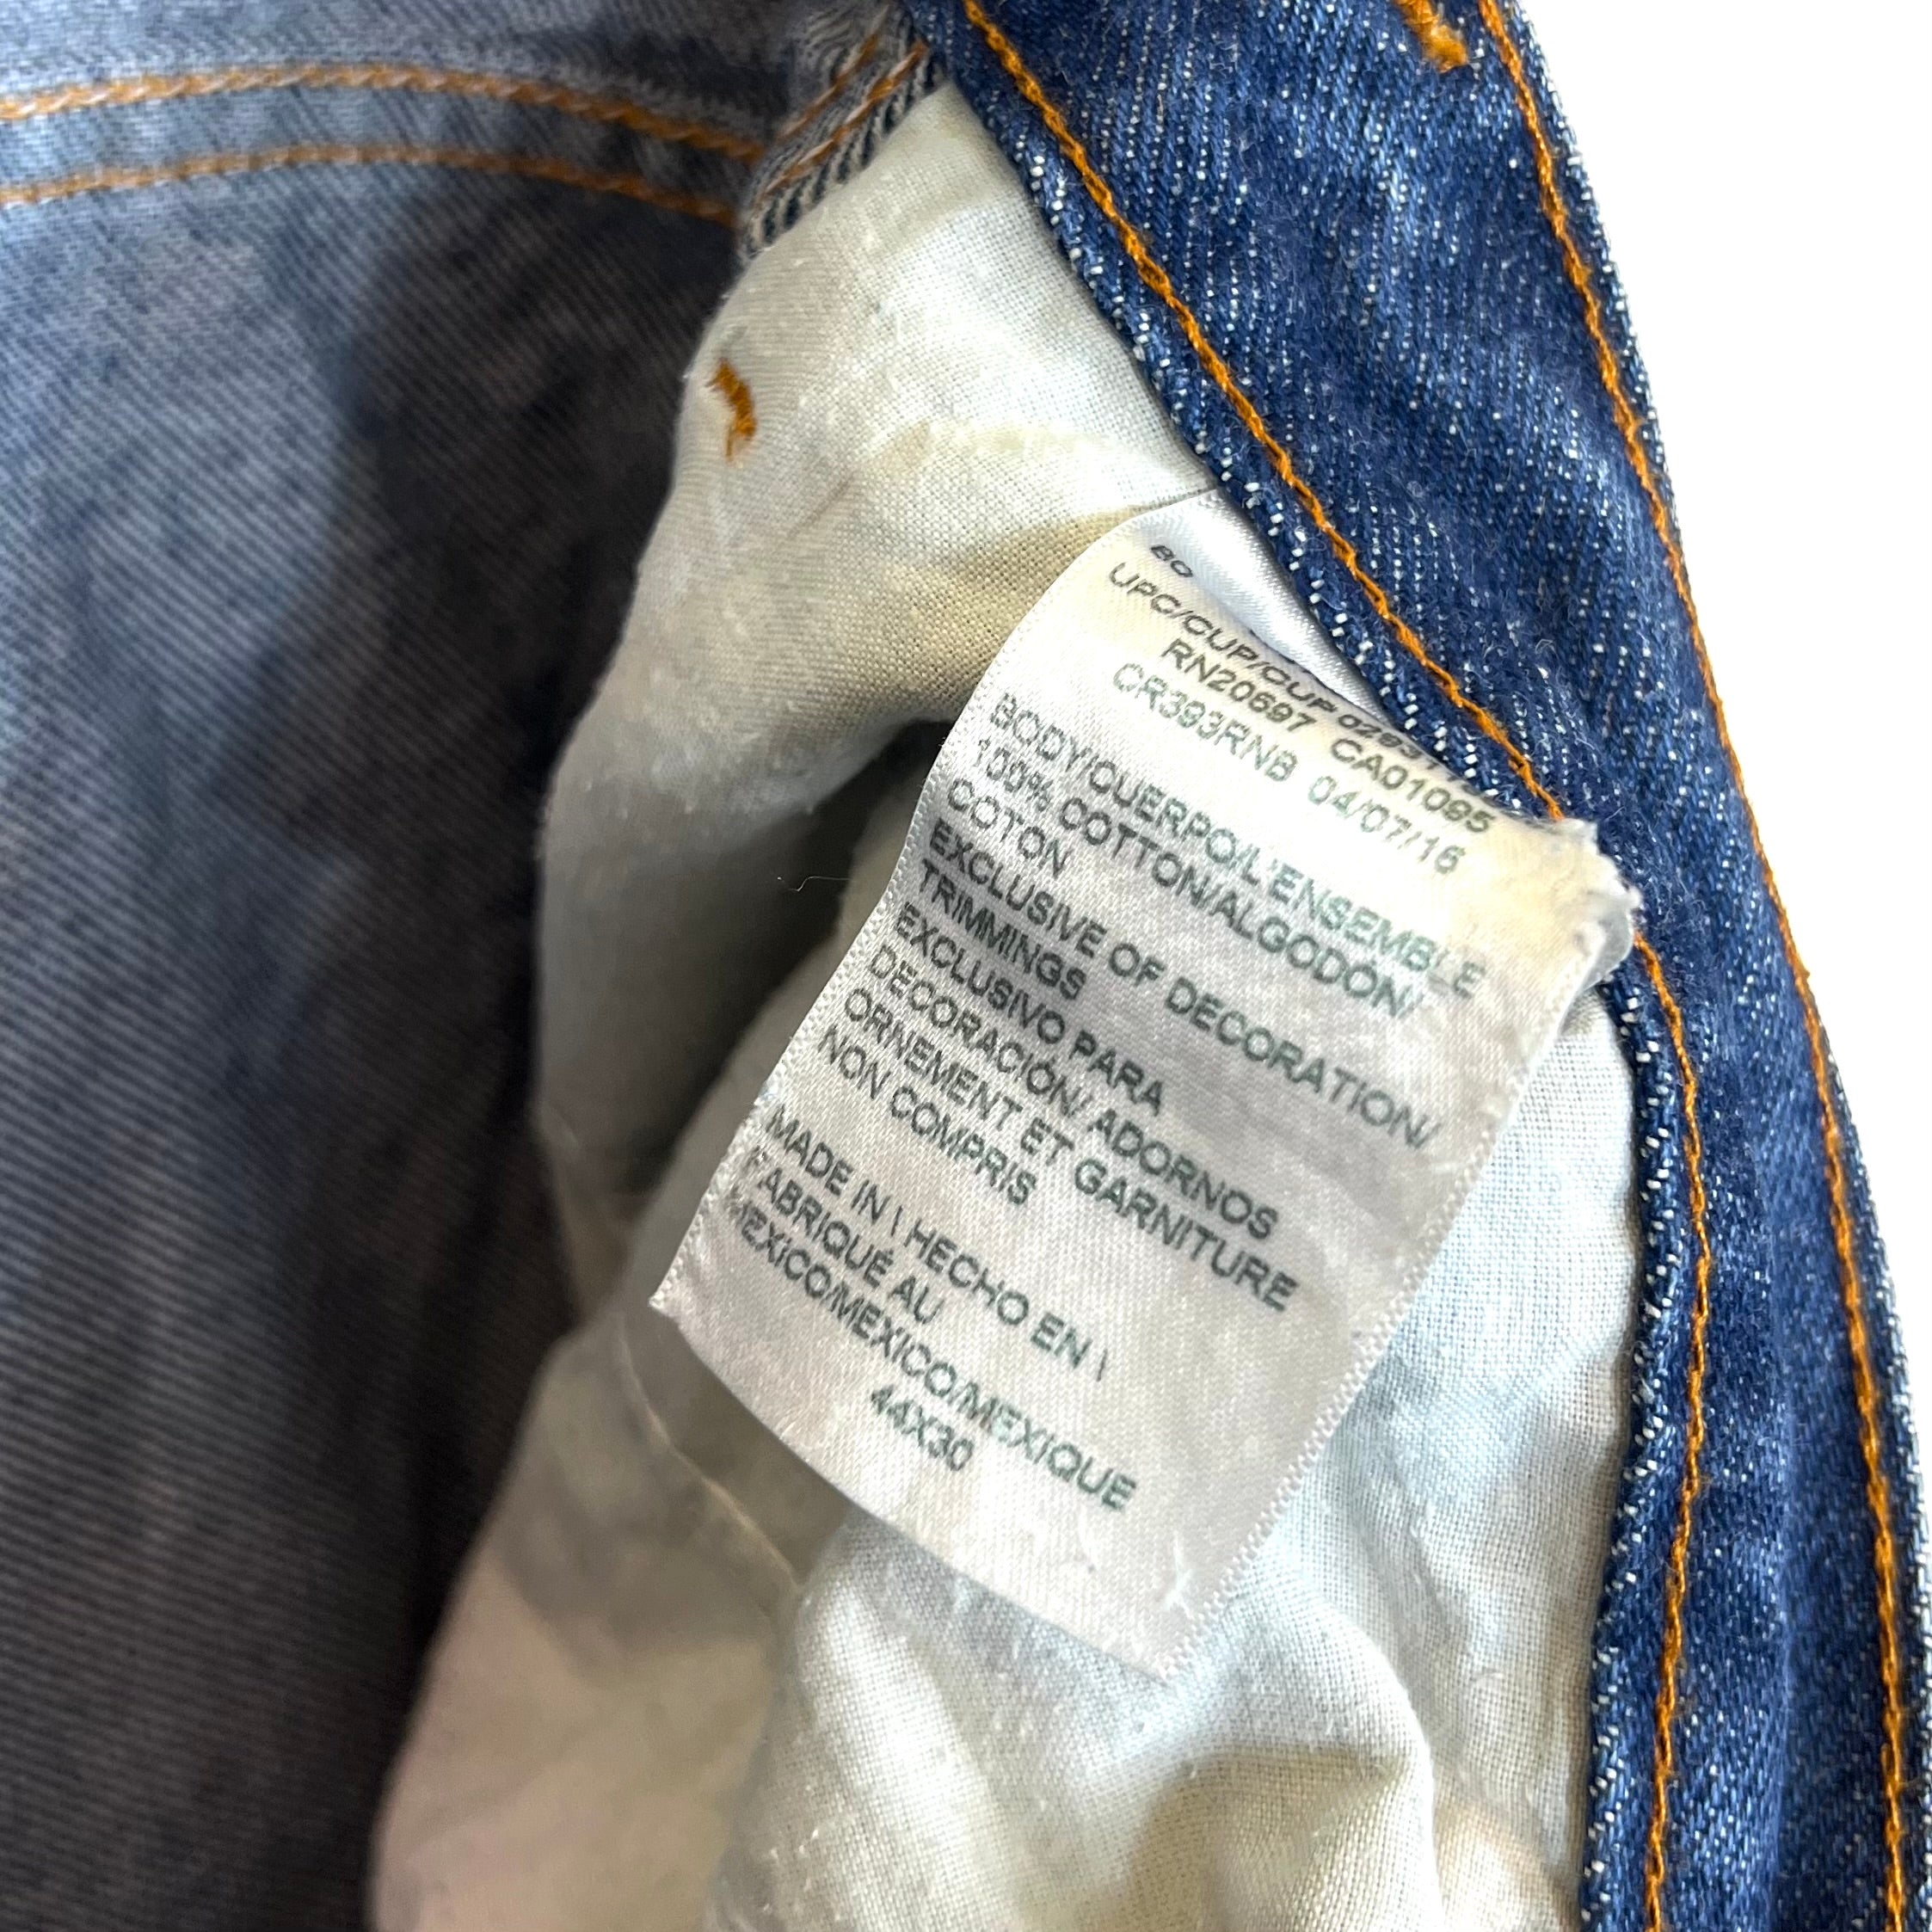 80
UPC/CUP/CUP
RN20697 CA01095
CR393RNB 04/07/16
BODY/CUERPO/L'ENSEMBLE
100% COTTON/ALGODÓN/
COTON
EXCLUSIVE OF DECORATION/
TRIMMINGS
EXCLUSIVO PARA
DECORACIÓN/ ADORNOS
ORNEMENT ET GARNITURE
NON COMPRIS
MADE IN \ HECHO EN \
FABRIQUÉ AU
MEXICO/MEXICO/MEXIQUE
44X30